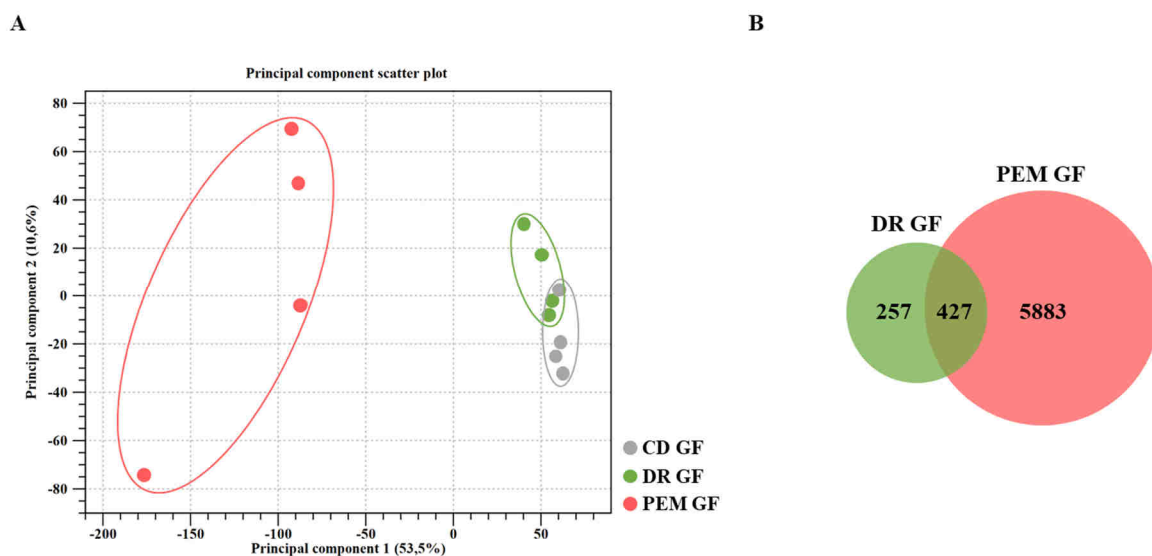 A
B
Principal component scatter plot
80
60
40
20
0
-20
-40
-60
-80
Principal component 2 (10,6%)
-200
-150
-100
-50
0
50
Principal component 1 (53,5%)
CD GF
DR GF
PEM GF
PEM GF
DR GF
257
427
5883